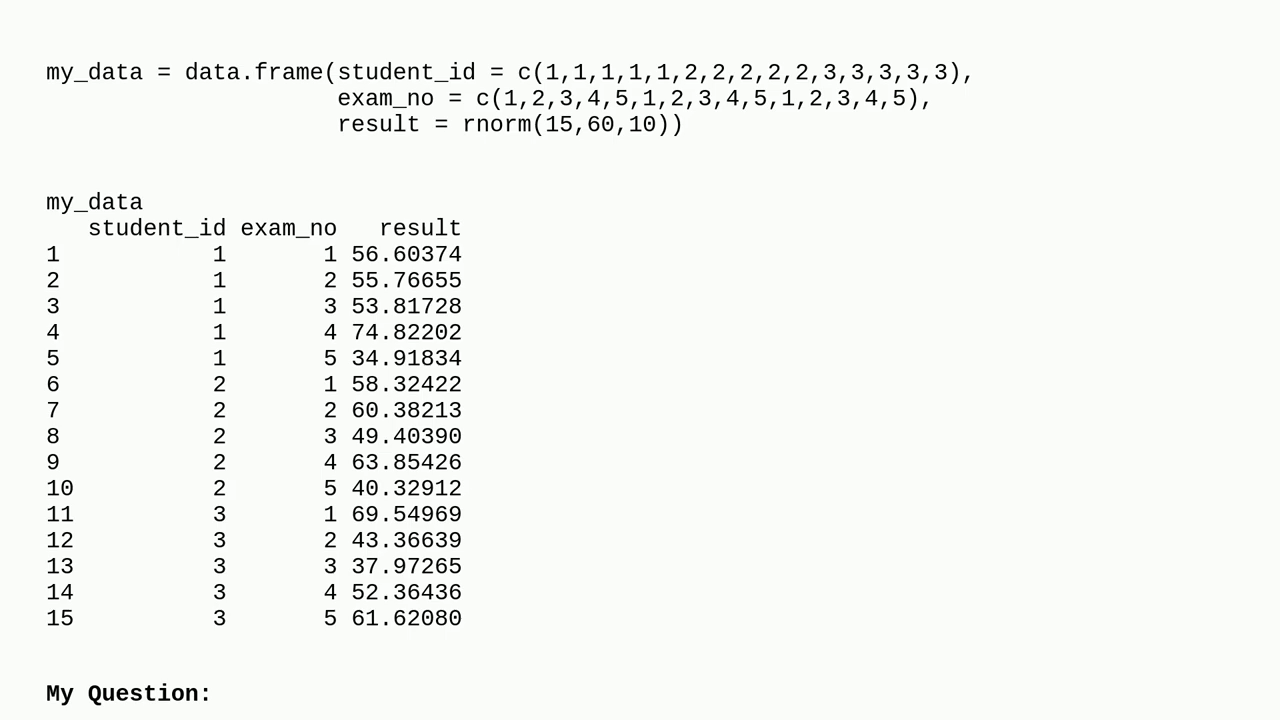 my_data = data.frame(student_id = c(1,1,1,1,1,2,2,2,2,2,3,3,3,3,3),
                     exam_no = c(1,2,3,4,5,1,2,3,4,5,1,2,3,4,5),
                     result = rnorm(15,60,10))
my_data
   student_id exam_no   result
1           1       1 56.60374
2           1       2 55.76655
3           1       3 53.81728
4           1       4 74.82202
5           1       5 34.91834
6           2       1 58.32422
7           2       2 60.38213
8           2       3 49.40390
9           2       4 63.85426
10          2       5 40.32912
11          3       1 69.54969
12          3       2 43.36639
13          3       3 37.97265
14          3       4 52.36436
15          3       5 61.62080
My Question: